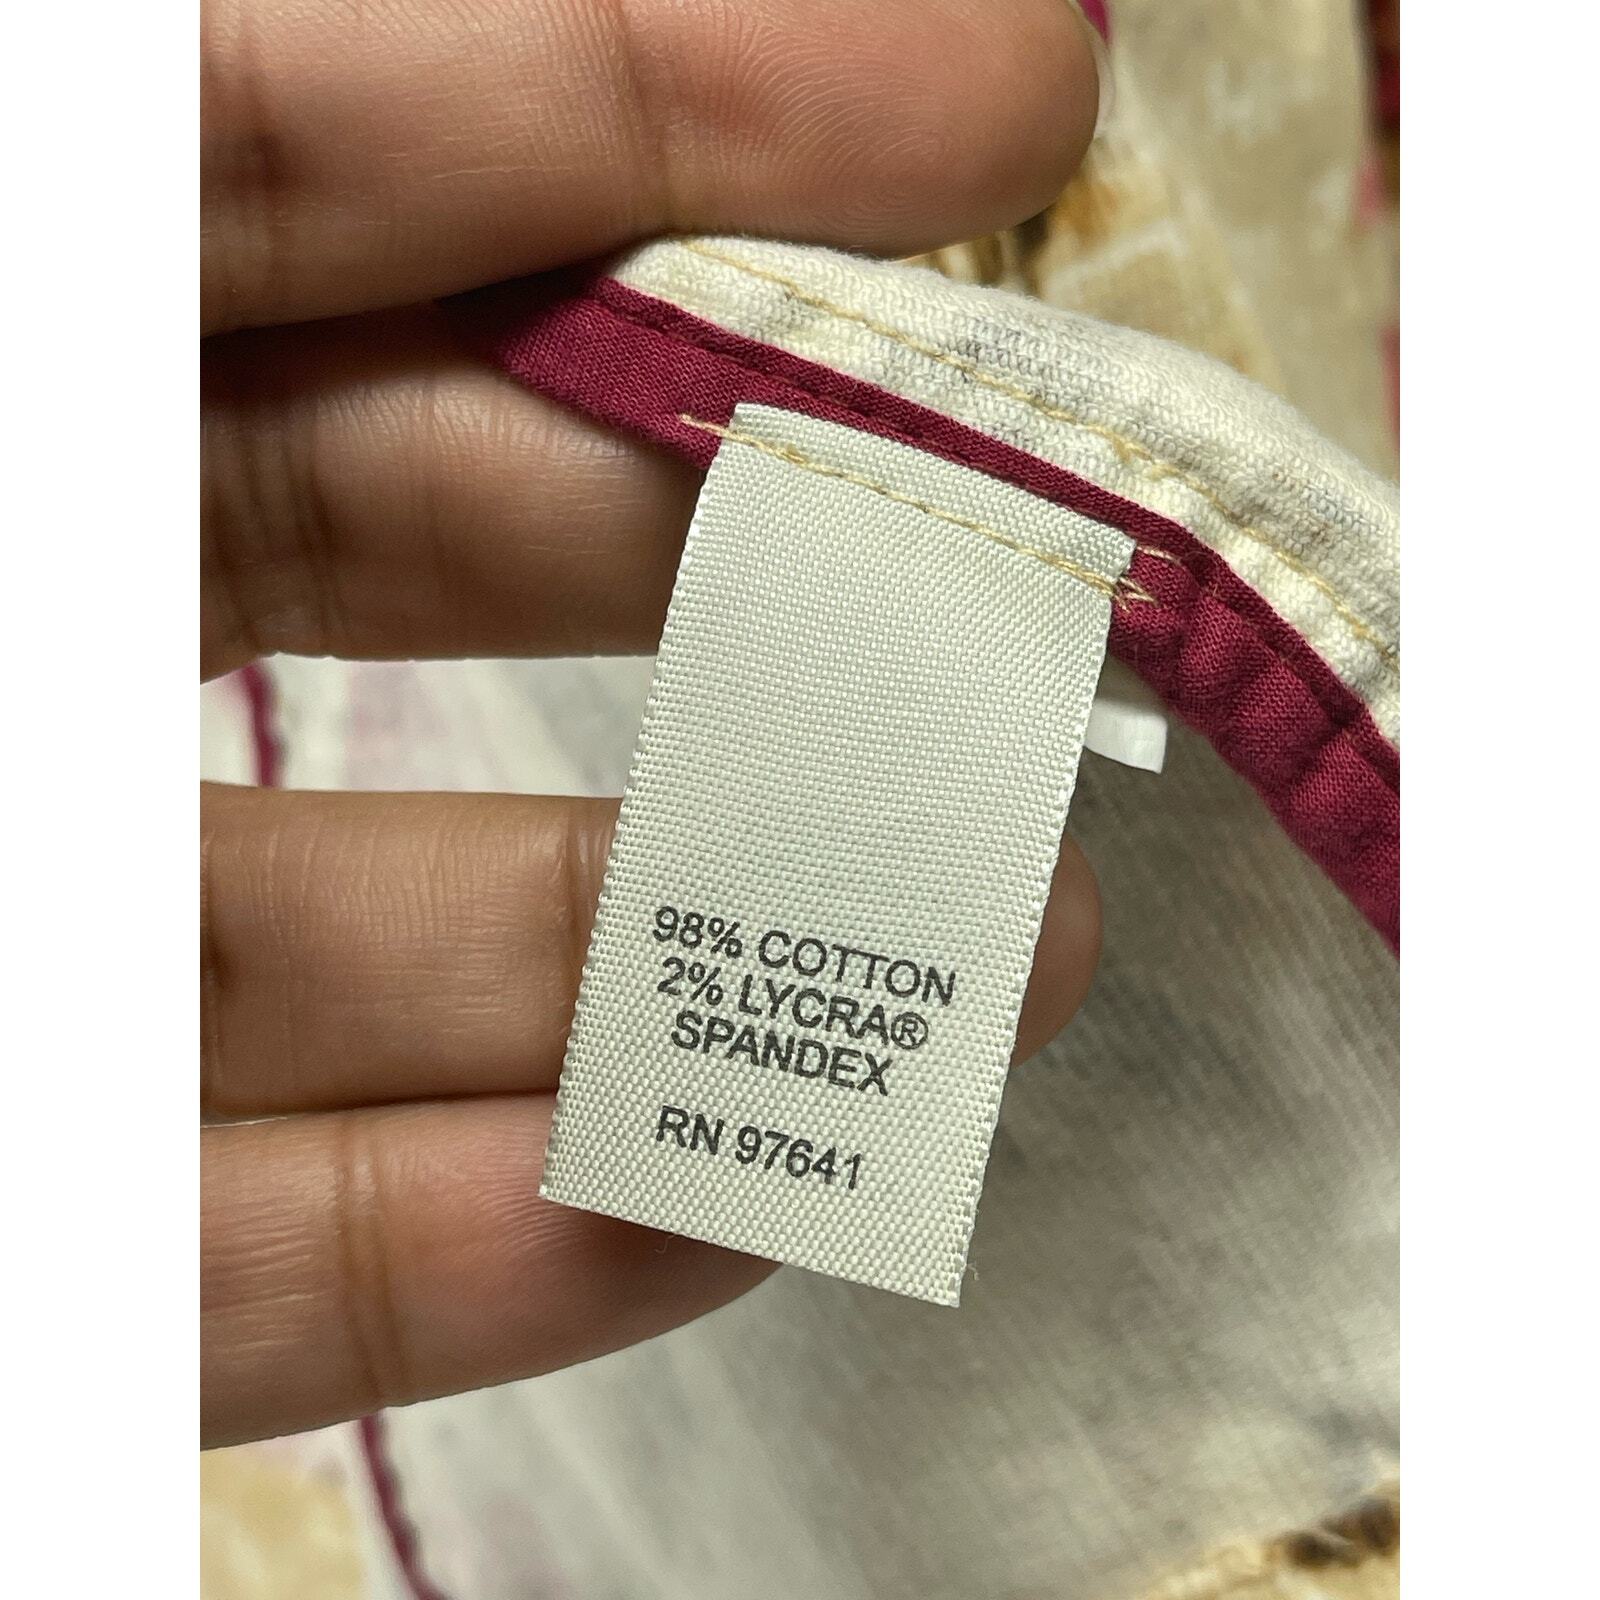 98% COTTON
2% LYCRA®
SPANDEX
RN 97641